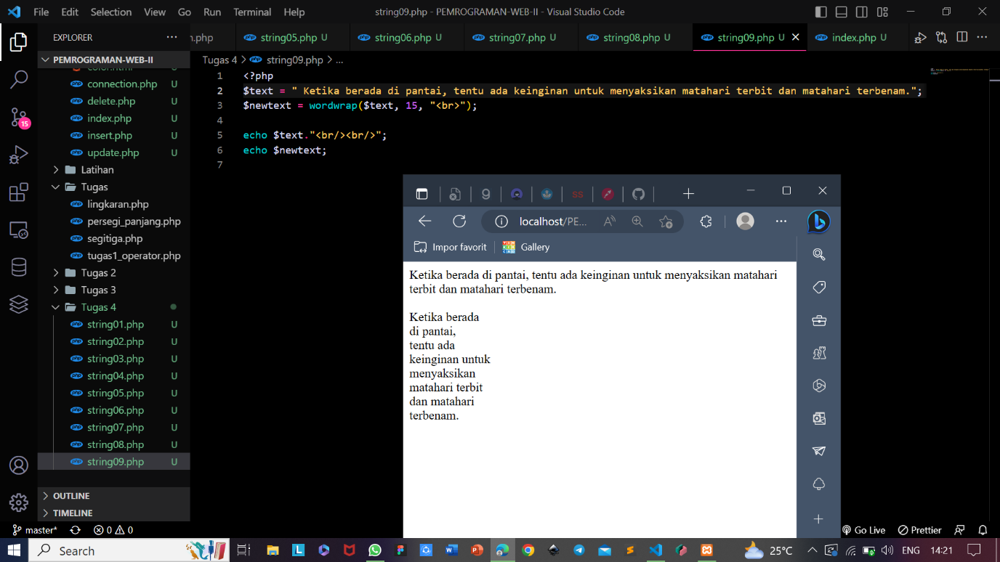 File Edit Selection View Go Run Terminal Help string09.php - PEMROGRAMAN-WEB-II - Visual Studio Code
EXPLORER ...
n.php string05.php U string06.php U string07.php U string08.php U string09.php U index.php U
PEMROGRAMAN-WEB-II
color.html U
connection.php U
delete.php U
index.php U
insert.php U
update.php U
Latihan
Tugas
lingkaran.php
persegi_panjang.php
segitiga.php
tugas1_operator.php
Tugas 2
Tugas 3
Tugas 4
string01.php U
string02.php U
string03.php U
string04.php U
string05.php U
string06.php U
string07.php U
string08.php U
string09.php U
OUTLINE
TIMELINE
15
Tugas 4 > string09.php > ...
1 <?php
2 $text = " Ketika berada di pantai, tentu ada keinginan untuk menyaksikan matahari terbit dan matahari terbenam.";
3 $newtext = wordwrap($text, 15, "<br>");
4
5 echo $text."<br/><br/>";
6 echo $newtext;
7
SS
localhost/PE...
Impor favorit Gallery
Ketika berada di pantai, tentu ada keinginan untuk menyaksikan matahari
terbit dan matahari terbenam.
Ketika berada
di pantai,
tentu ada
keinginan untuk
menyaksikan
matahari terbit
dan matahari
terbenam.
master* 0 0 Go Live Prettier
Search 25°C ENG 14:21